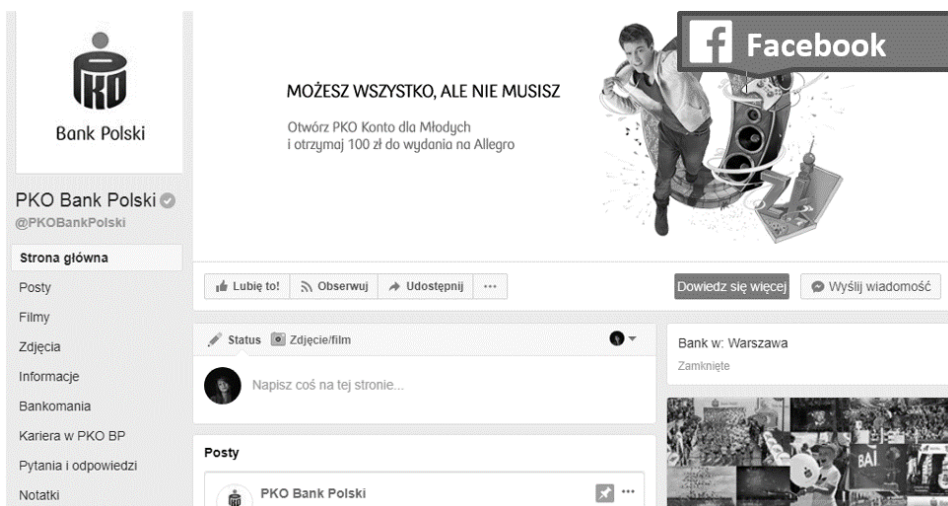 Facebook
PKO
Bank Polski
MOŻESZ WSZYSTKO, ALE NIE MUSISZ
Otwórz PKO Konto dla Młodych
i otrzymaj 100 zł do wydania na Allegro
PKO Bank Polski
@PKOBankPolski
Strona główna
Posty
Filmy
Zdjęcia
Informacje
Bankomania
Kariera w PKO BP
Pytania i odpowiedzi
Notatki
Lubię to! Obserwuj Udostępnij ...
Dowiedz się więcej Wyślij wiadomość
Status Zdjęcie/film
Napisz coś na tej stronie...
Posty
PKO Bank Polski ...
Bank w: Warszawa
Zamknięte
BAI